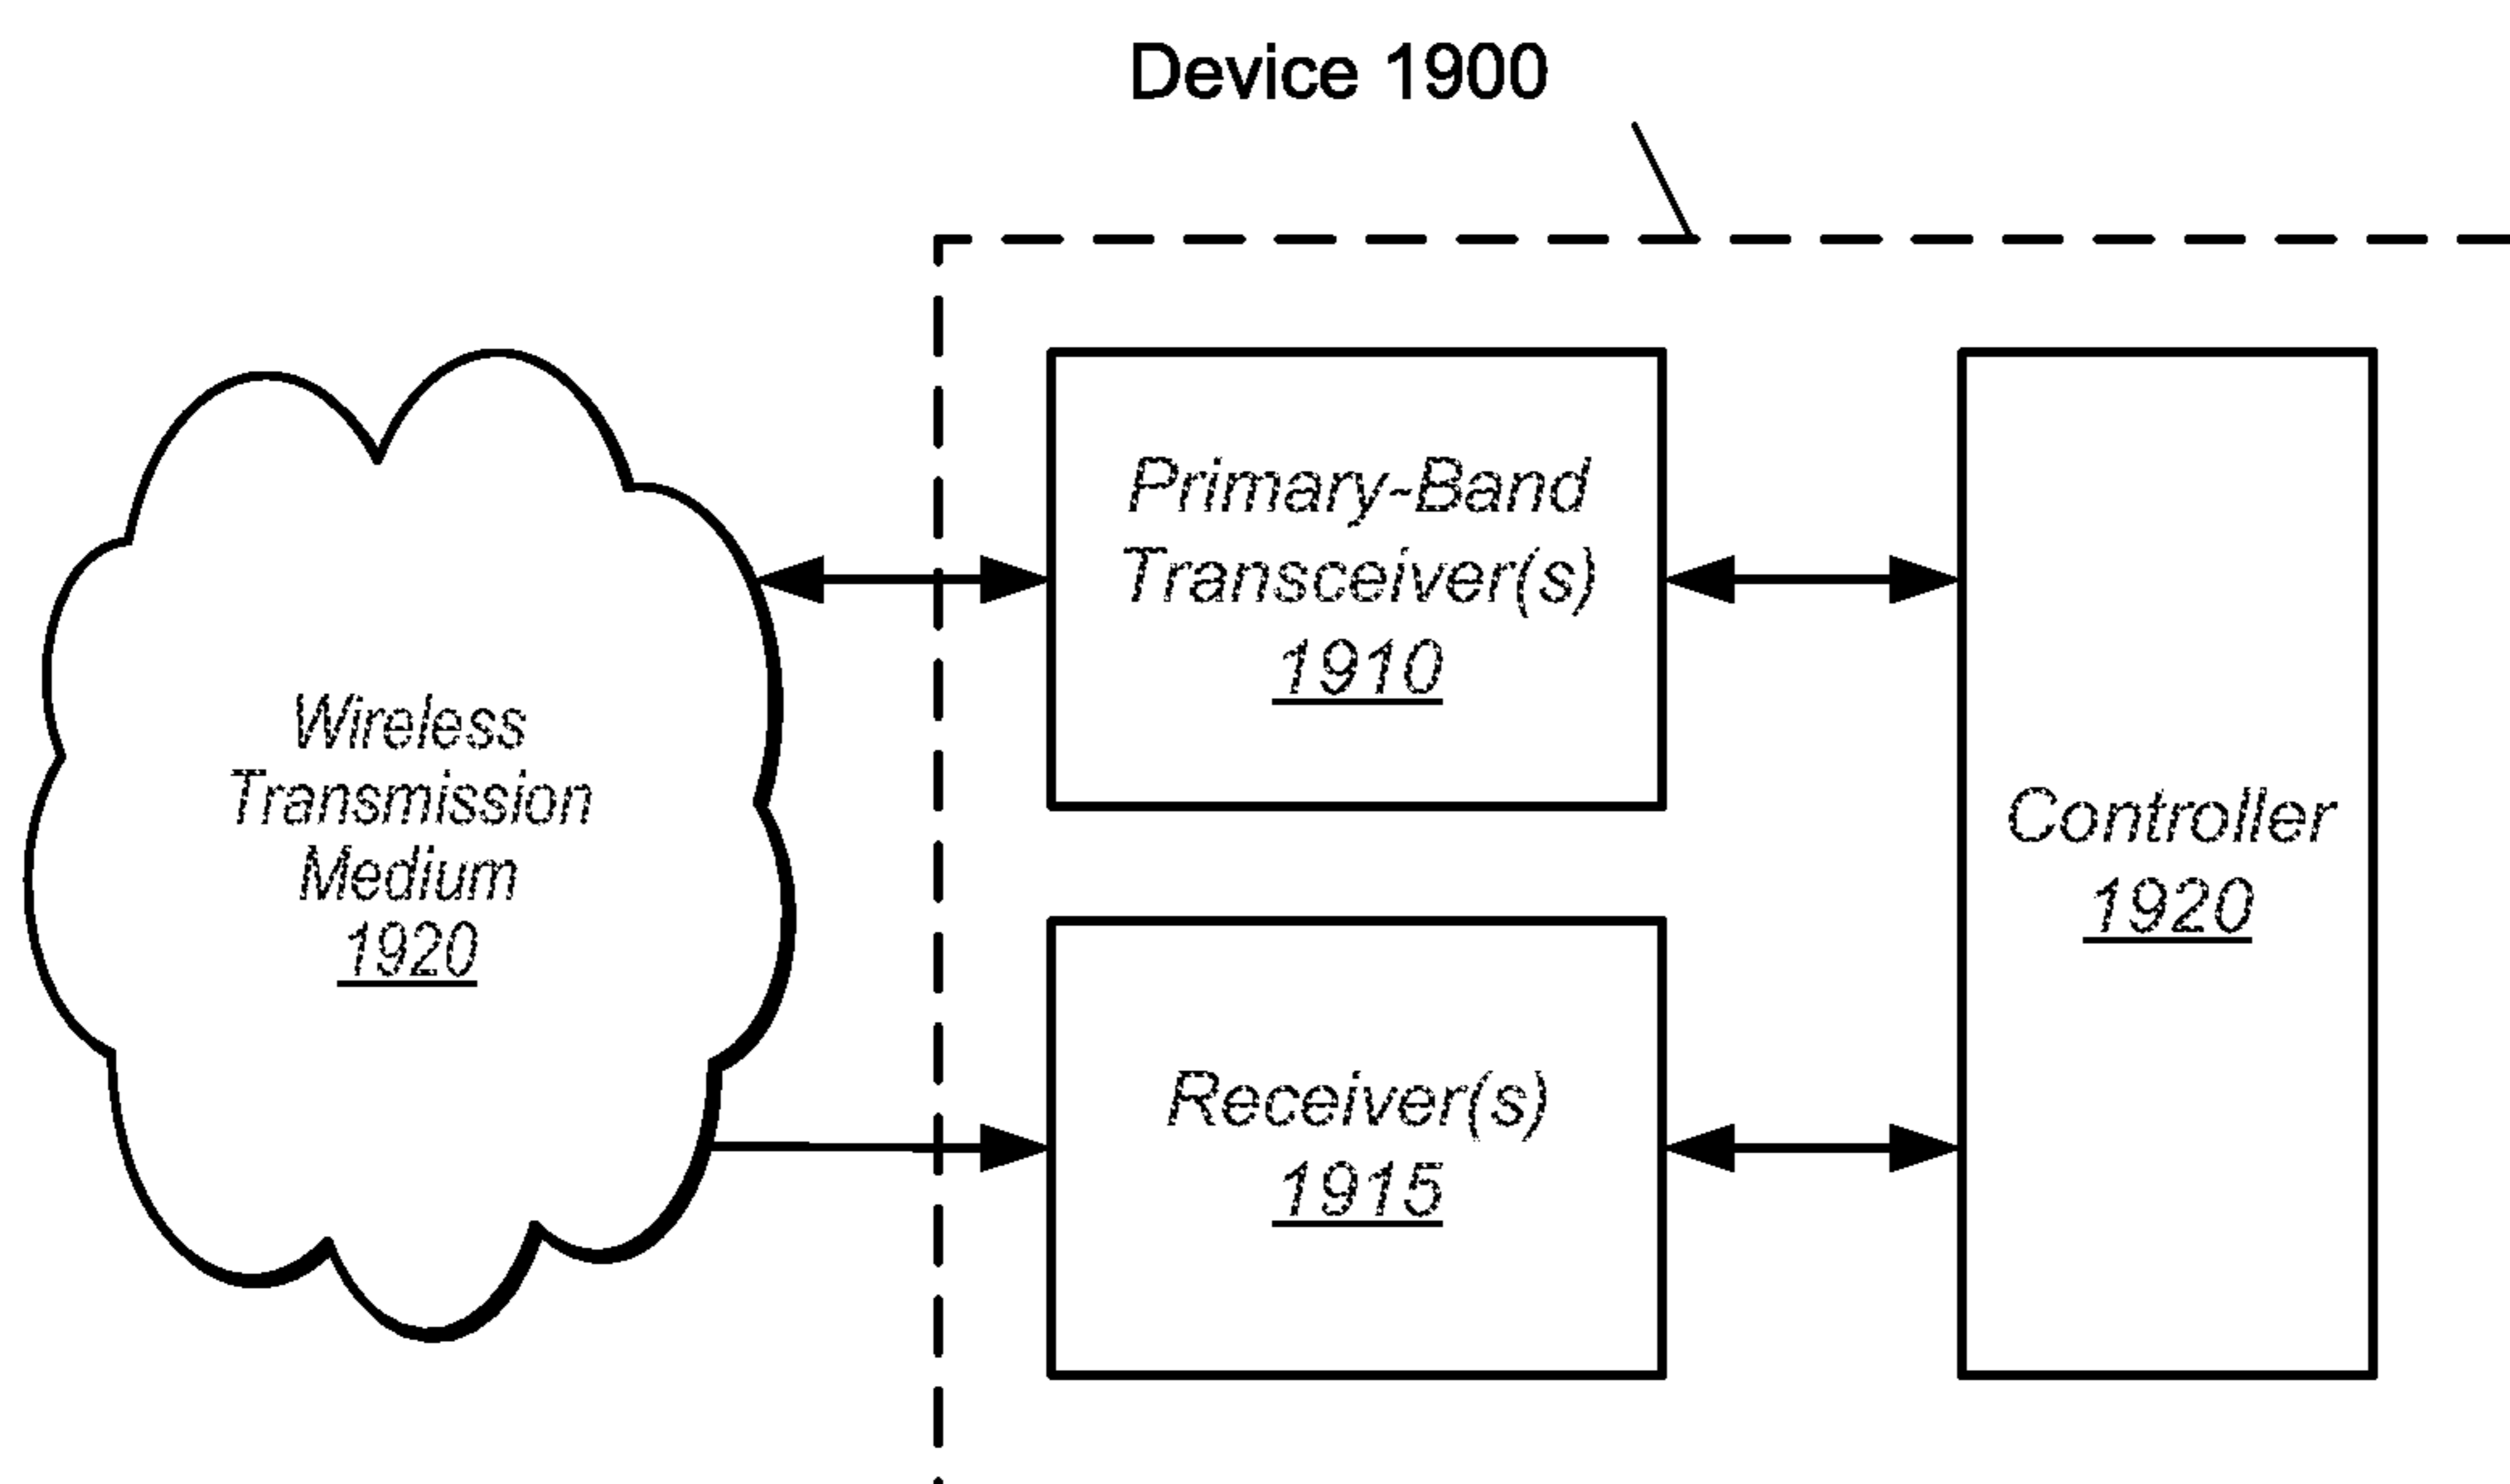 Device 1900
Primary-Band
Transceiver(s)
1910
Wireless
Transmission
Medium
1920
Controller
1920
Receiver(s)
1915